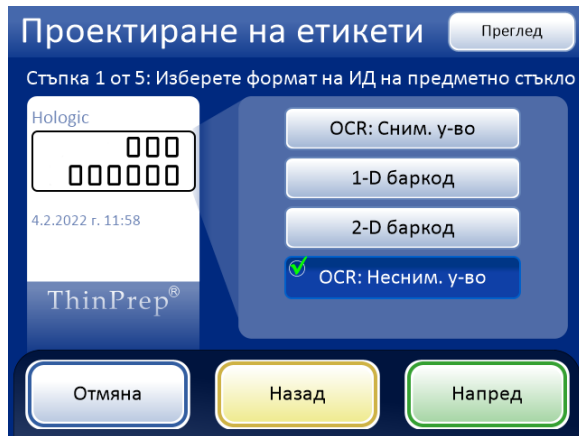 Проектиране на етикети
Преглед
Стъпка 1 от 5: Изберете формат на ИД на предметно стъкло
Hologic
000
000000
4.2.2022 г. 11:58
ThinPrep®
OCR: Сним. у-во
1-D баркод
2-D баркод
OCR: Несним. у-во
Отмяна
Назад
Напред